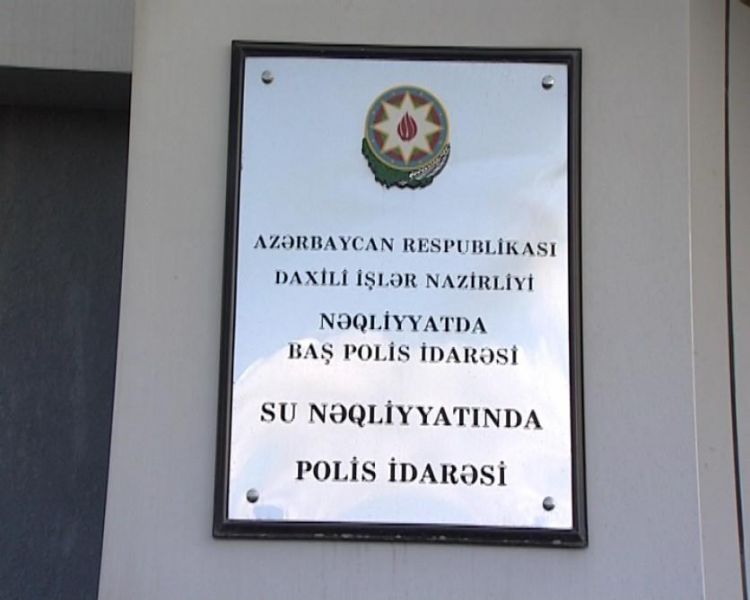 AZƏRBAYCAN RESPUBLİKASI
DAXİLİ İŞLƏR NAZİRLİYİ
NƏQLİYYATDA
BAŞ POLİS İDARƏSİ
SU NƏQLİYYATINDA
POLİS İDARƏSİ